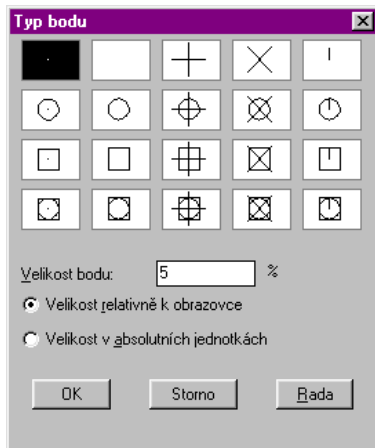 Typ bodu
Velikost bodu: 5 %
Velikost relativně k obrazovce
Velikost v absolutních jednotkách
OK Storno Rada